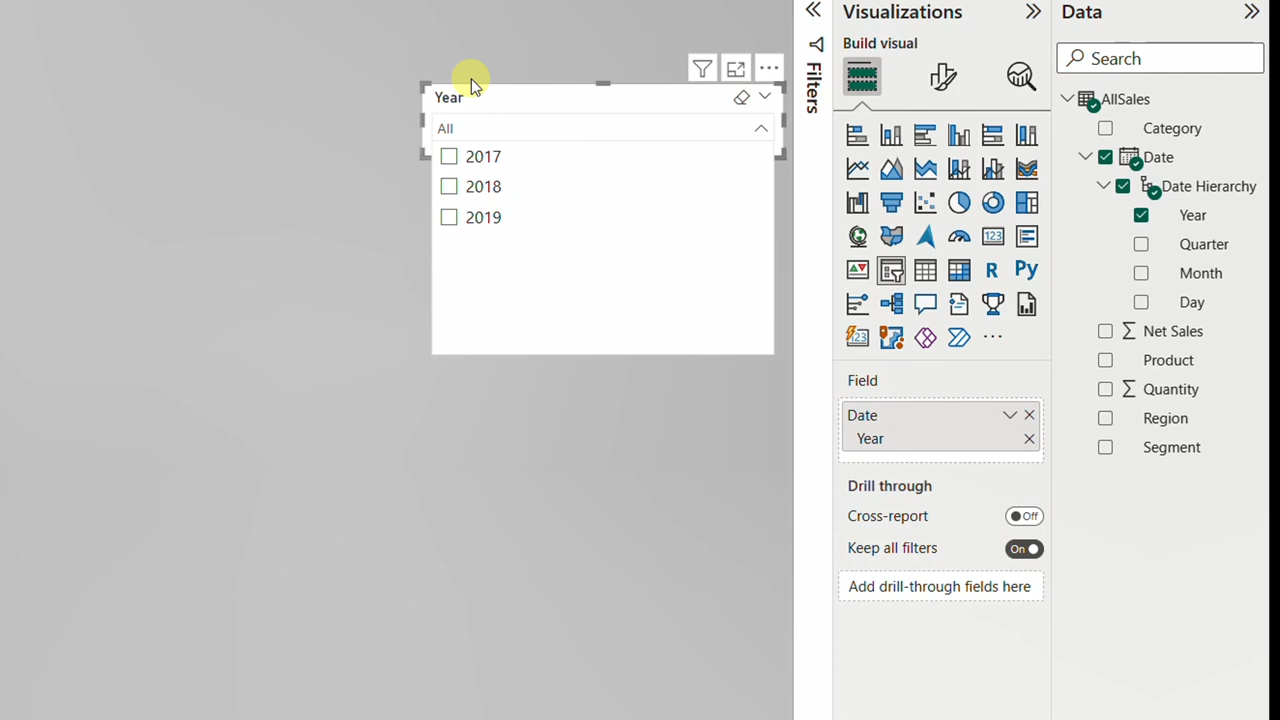 Year
All
2017
2018
2019
Filters
Visualizations
Build visual
123
R
Py
123
Field
Date
Year
Drill through
Cross-report
Off
Keep all filters
On
Add drill-through fields here
Data
Search
AllSales
Category
Date
Date Hierarchy
Year
Quarter
Month
Day
Net Sales
Product
Quantity
Region
Segment